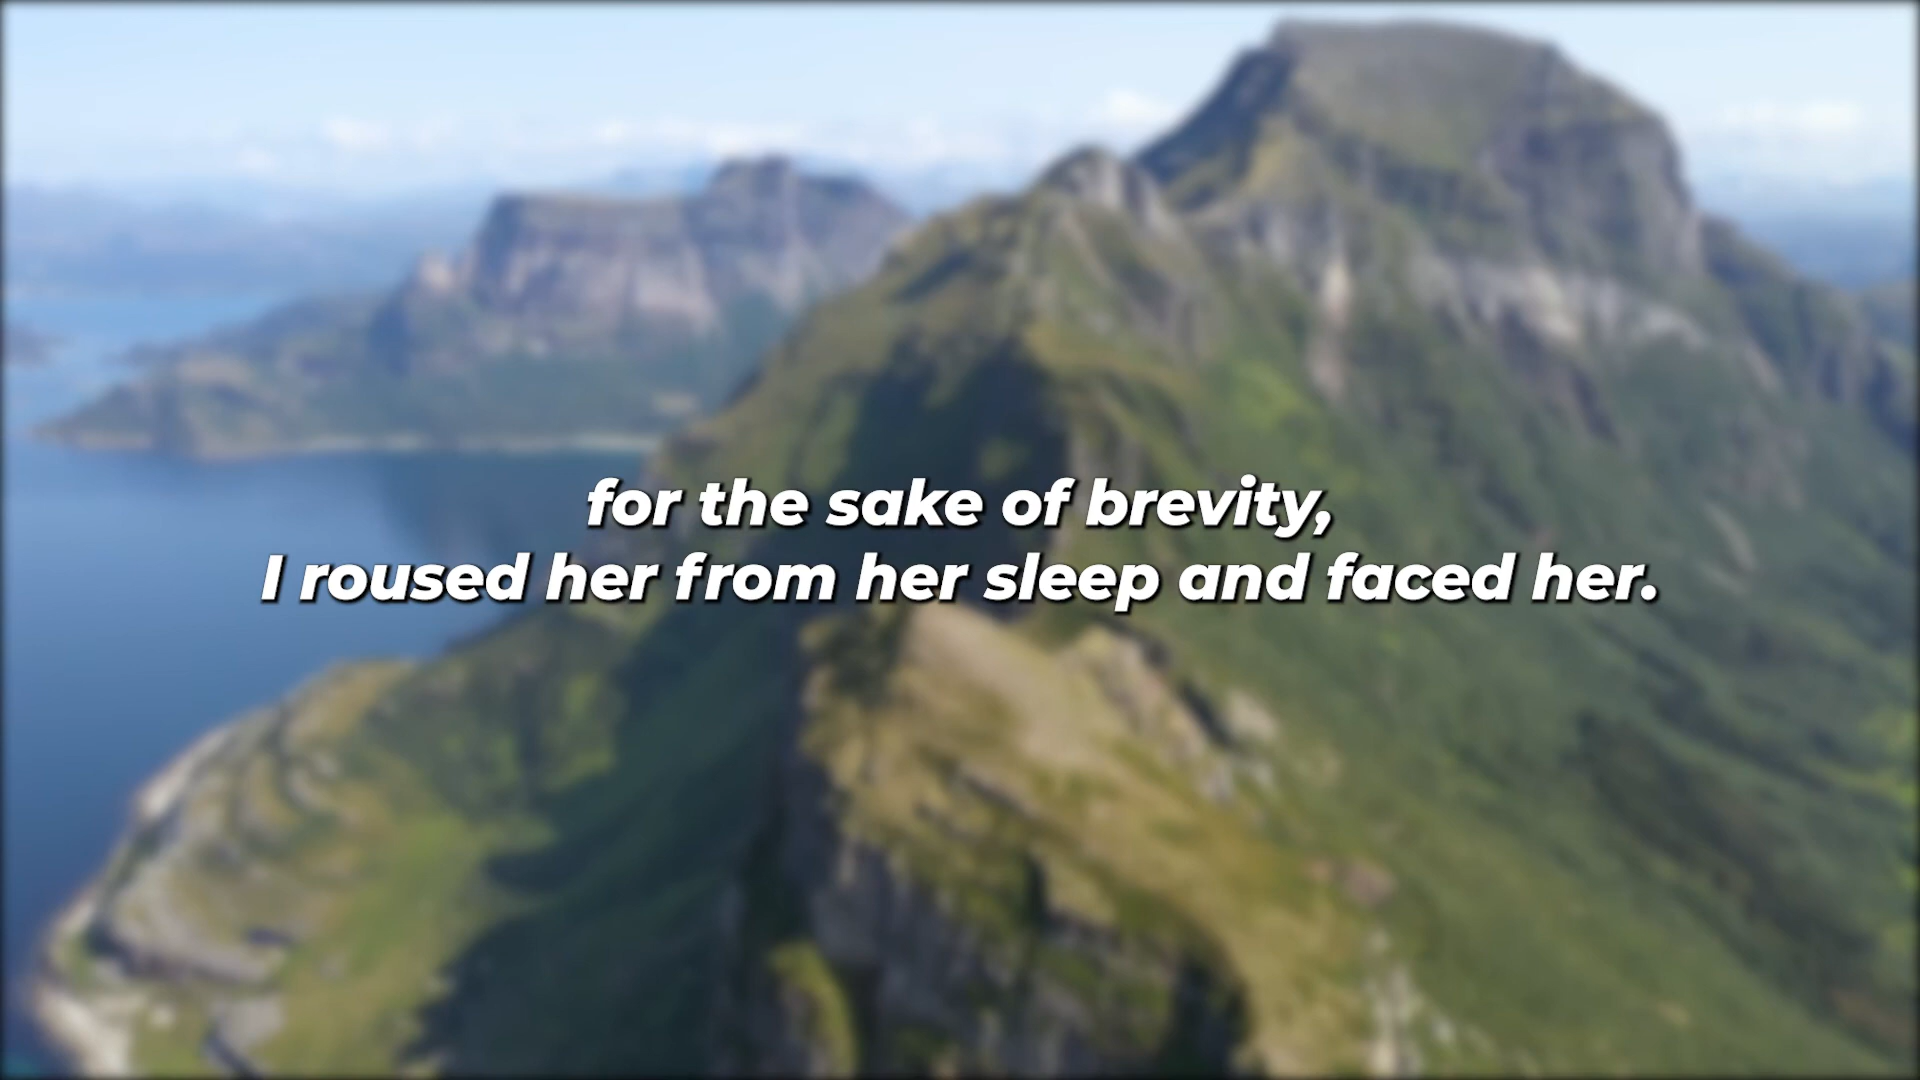 for the sake of brevity,
I roused her from her sleep and faced her.